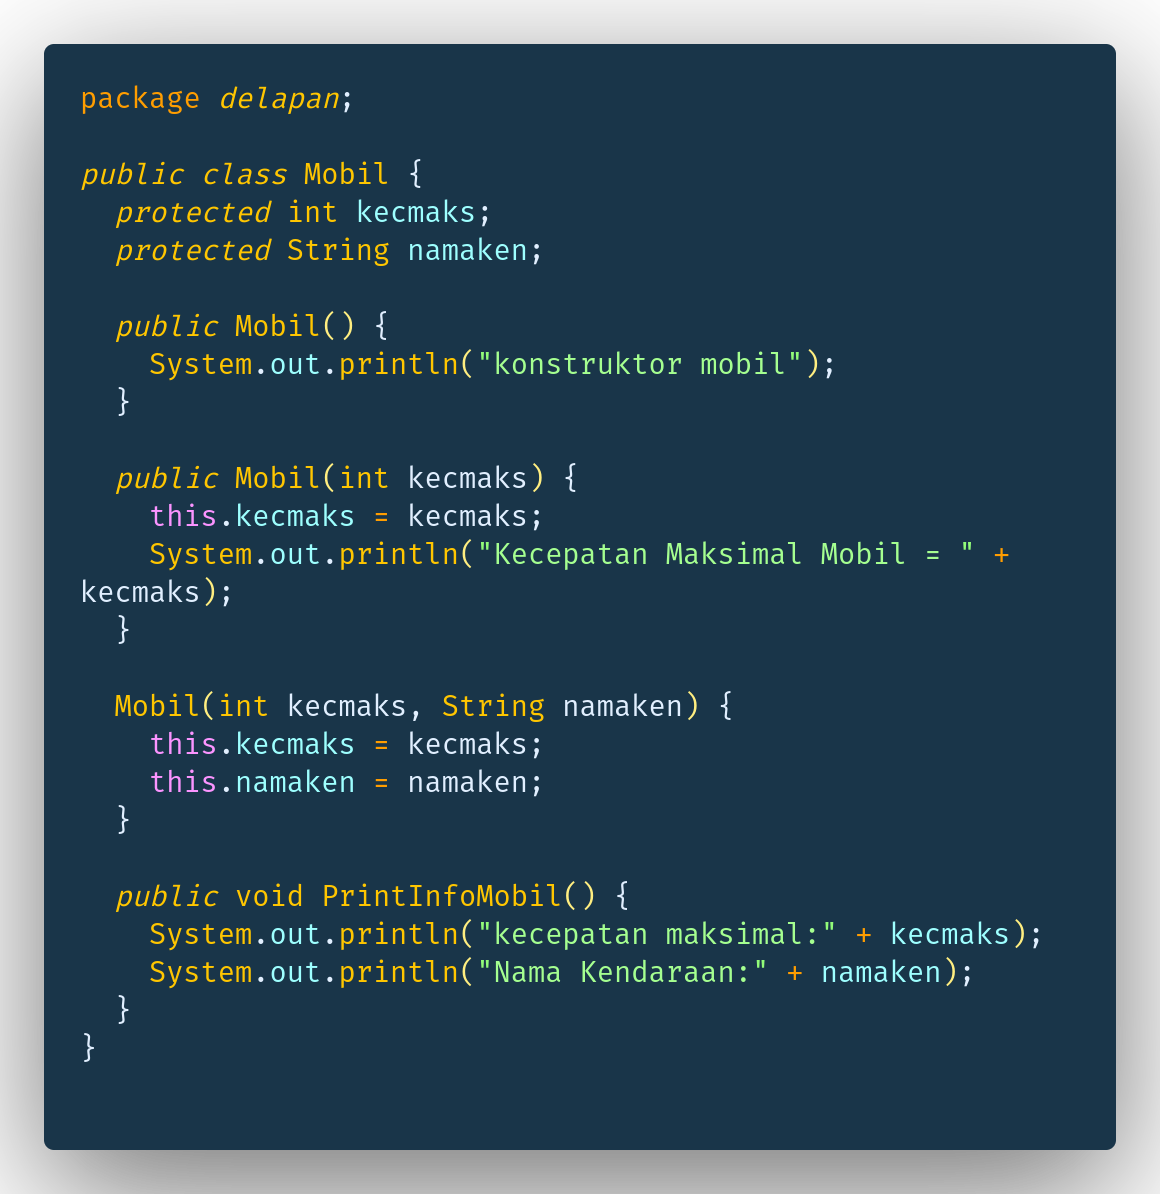 package delapan;

public class Mobil {
  protected int kecmaks;
  protected String namaken;

  public Mobil() {
    System.out.println("konstruktor mobil");
  }

  public Mobil(int kecmaks) {
    this.kecmaks = kecmaks;
    System.out.println("Kecepatan Maksimal Mobil = " +
kecmaks);
  }

  Mobil(int kecmaks, String namaken) {
    this.kecmaks = kecmaks;
    this.namaken = namaken;
  }

  public void PrintInfoMobil() {
    System.out.println("kecepatan maksimal:" + kecmaks);
    System.out.println("Nama Kendaraan:" + namaken);
  }
}